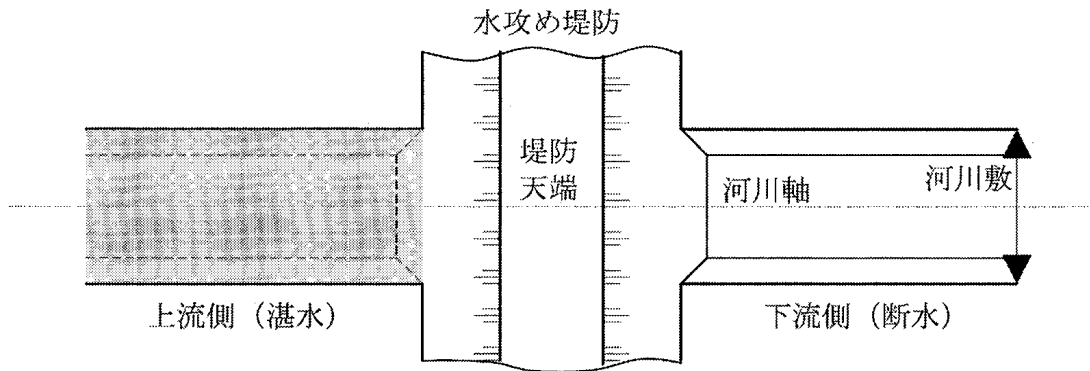 水攻め堤防
堤防
天端
河川軸
河川敷
上流側（湛水）
下流側（断水）